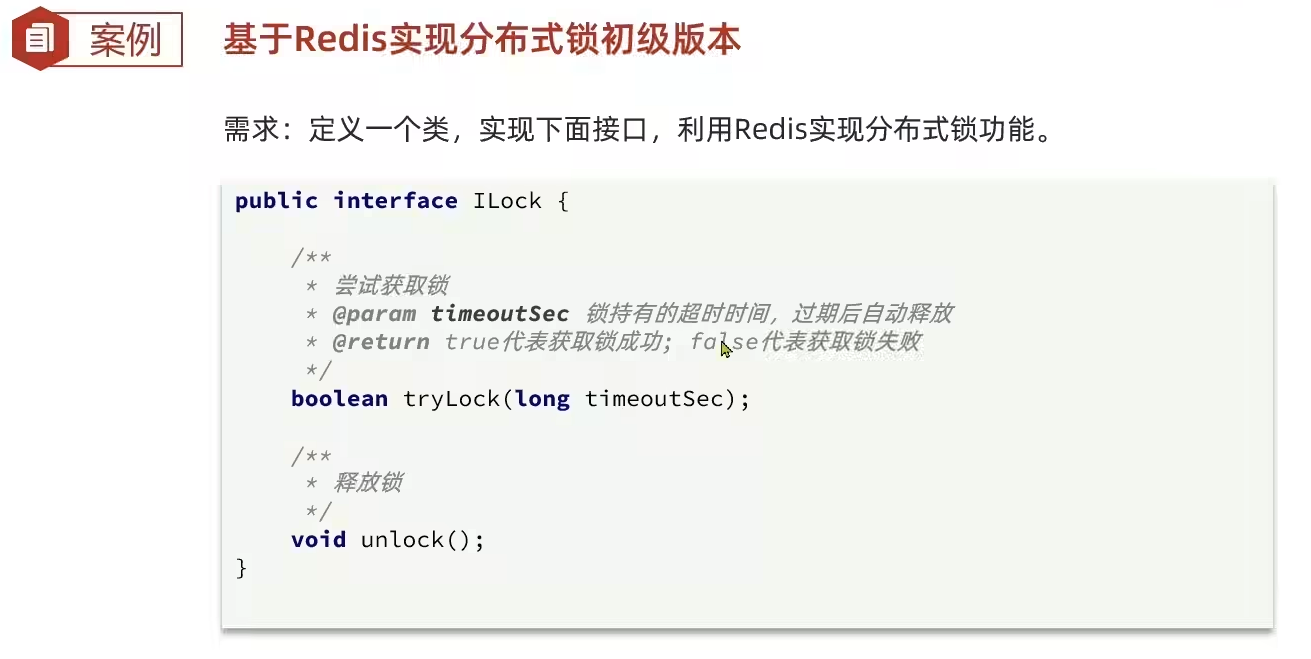 案例
基于Redis实现分布式锁初级版本
需求：定义一个类，实现下面接口，利用Redis实现分布式锁功能。
public interface ILock {
/**
* 尝试获取锁
* @param timeoutSec 锁持有的超时时间，过期后自动释放
* @return true代表获取锁成功; false代表获取锁失败
*/
boolean tryLock(long timeoutSec);
/**
* 释放锁
*/
void unlock();
}